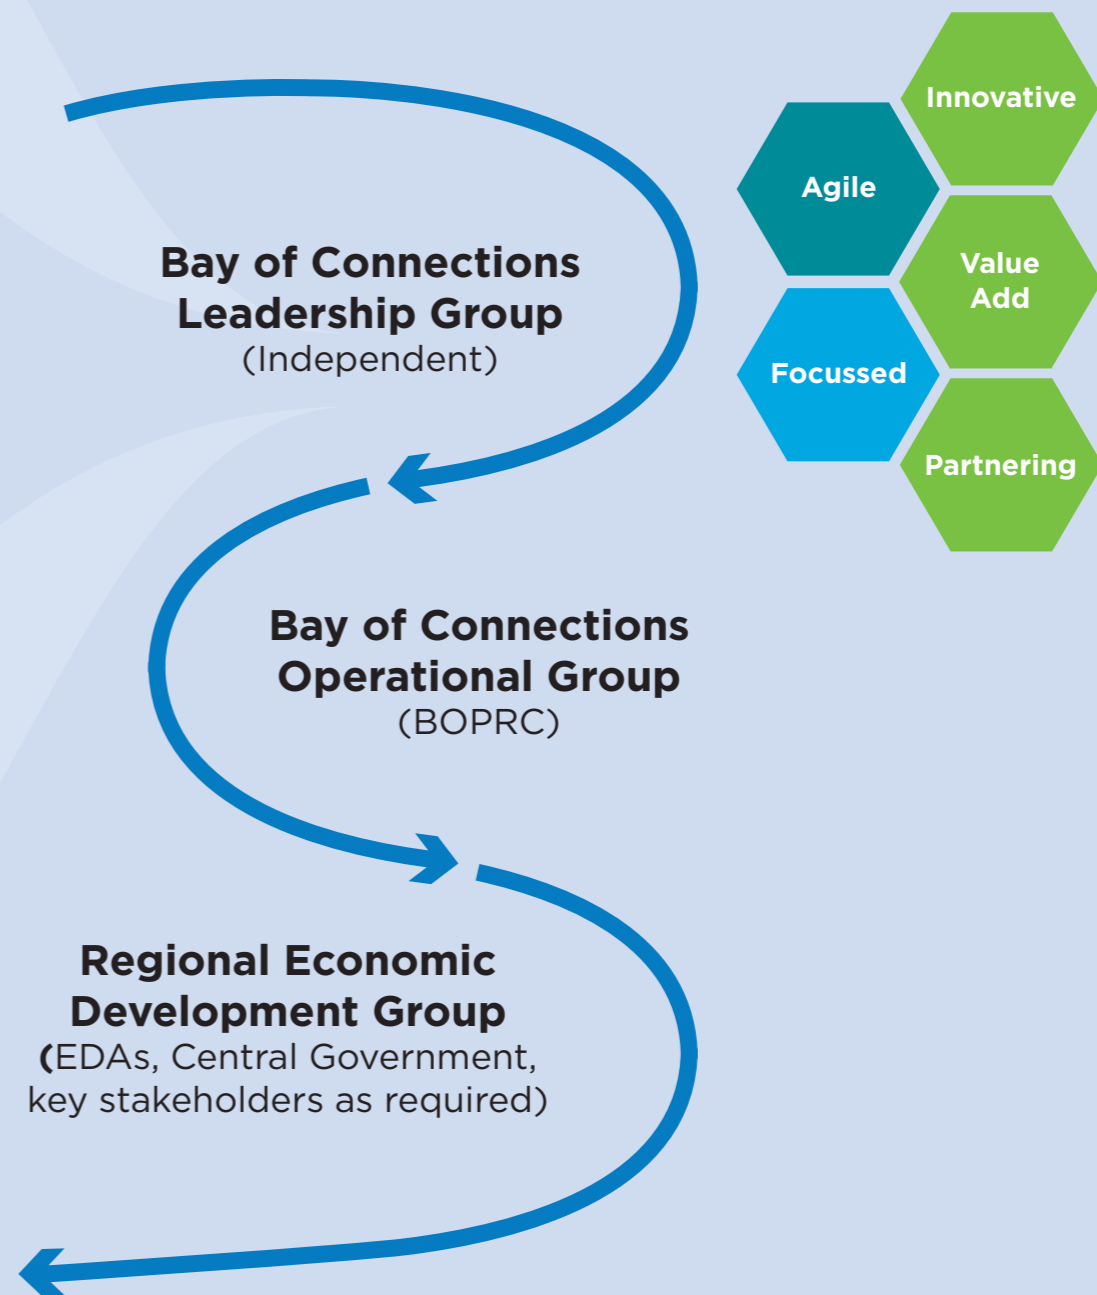 Innovative
Agile
Value
Add
Focussed
Partnering
Bay of Connections
Leadership Group
(Independent)
Bay of Connections
Operational Group
(BOPRC)
Regional Economic
Development Group
(EDAs, Central Government,
key stakeholders as required)